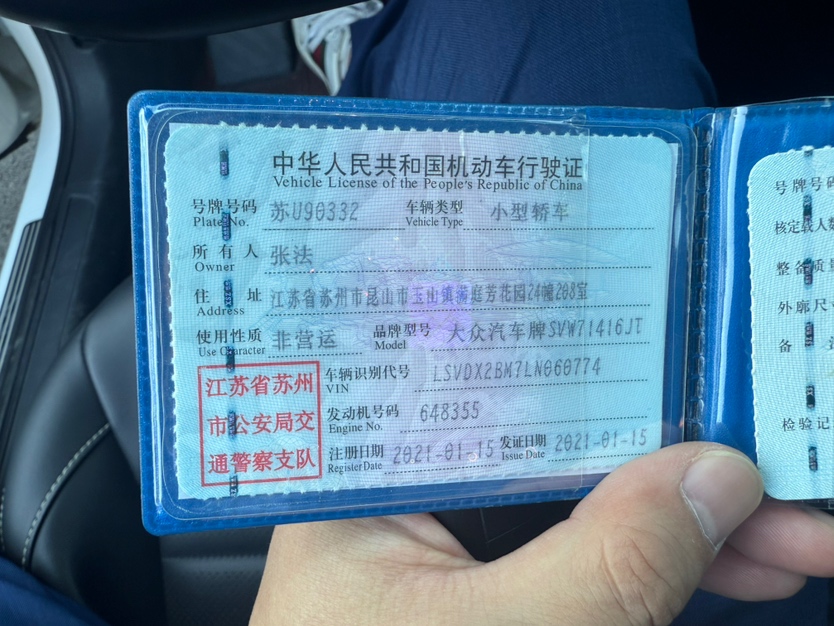 中华人民共和国机动车行驶证
Vehicle License of the People's Republic of China
号牌号码 苏U90332 车辆类型 小型轿车
Plate No. Vehicle Type
所有人 张法
Owner
住址 江苏省苏州市昆山市玉山镇满庭芳花园24幢208室
Address
使用性质 非营运 品牌型号 大众汽车牌SVW71416JT
Use Character Model
江苏省苏州
市公安局交
通警察支队
车辆识别代号 LSVDX2BM7LN060774
VIN
发动机号码 648355
Engine No.
注册日期 2021-01-15 发证日期 2021-01-15
Register Date Issue Date
号牌号码
核定载人数
整备质量
外廓尺
备
检验记